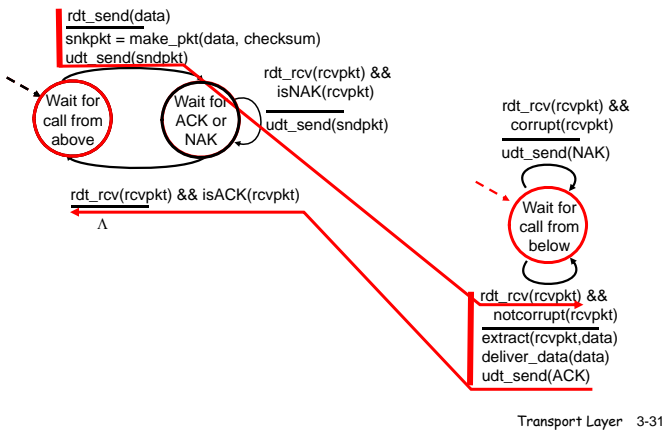 rdt_send(data)
snkpkt = make_pkt(data, checksum)
udt_send(sndpkt)
Wait for
call from
above
Wait for
ACK or
NAK
rdt_rcv(rcvpkt) &&
isNAK(rcvpkt)
udt_send(sndpkt)
rdt_rcv(rcvpkt) && isACK(rcvpkt)
Λ
rdt_rcv(rcvpkt) &&
corrupt(rcvpkt)
udt_send(NAK)
Wait for
call from
below
rdt_rcv(rcvpkt) &&
notcorrupt(rcvpkt)
extract(rcvpkt,data)
deliver_data(data)
udt_send(ACK)
Transport Layer 3-31